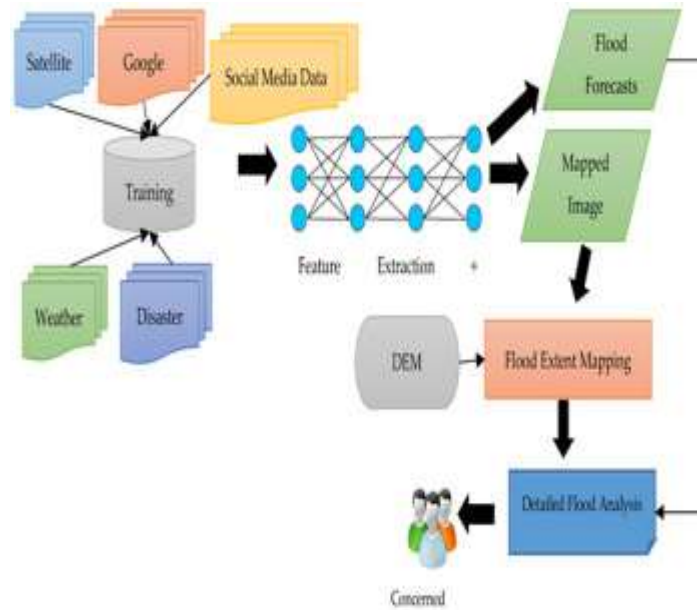 Satellite
Google
Social Media Data
Training
Weather
Disaster
Feature Extraction +
Flood
Forecasts
Mapped
Image
DEM
Flood Extent Mapping
Detailed Flood Analysis
Concerned